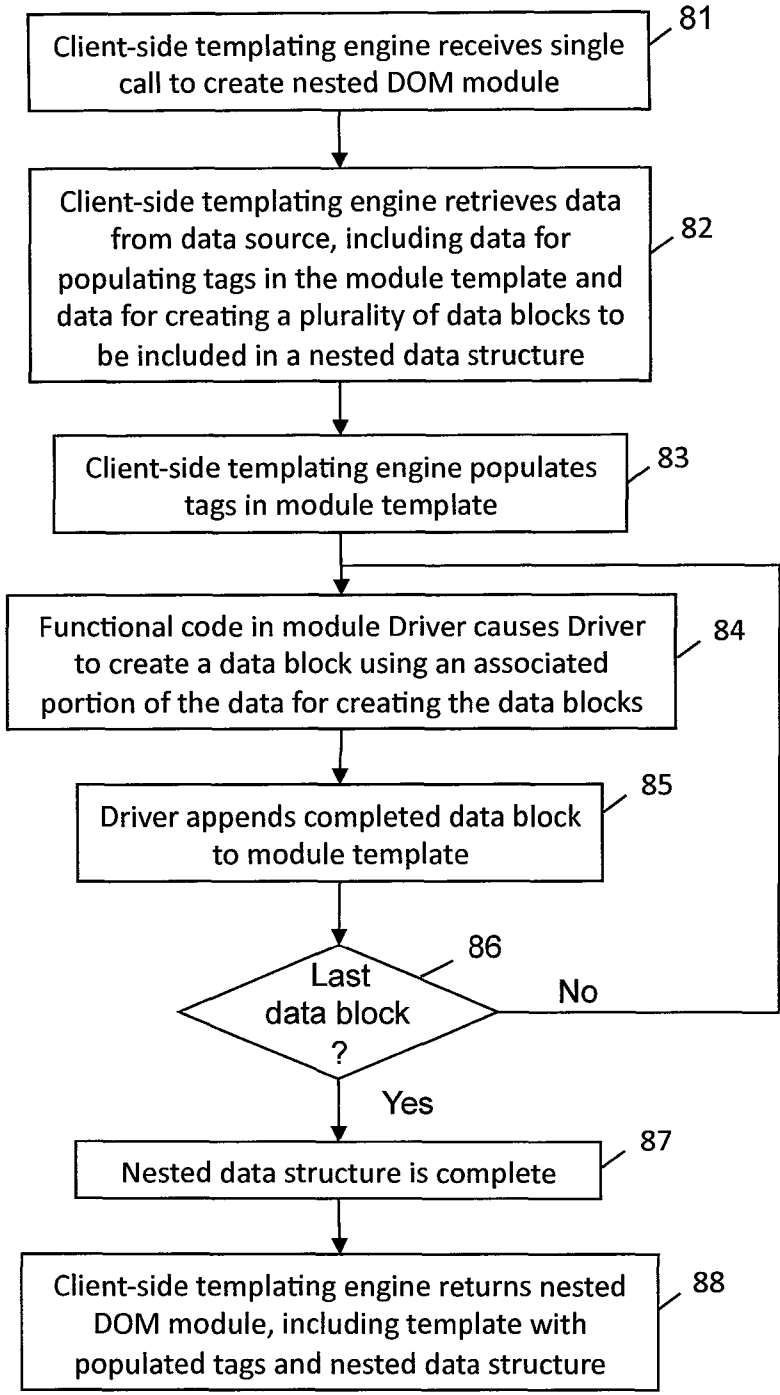 Client-side templating engine receives single
call to create nested DOM module
81
Client-side templating engine retrieves data
from data source, including data for
populating tags in the module template and
data for creating a plurality of data blocks to
be included in a nested data structure
82
Client-side templating engine populates
tags in module template
83
Functional code in module Driver causes Driver
to create a data block using an associated
portion of the data for creating the data blocks
84
Driver appends completed data block
to module template
85
Last
data block
?
86
No
Yes
Nested data structure is complete
87
Client-side templating engine returns nested
DOM module, including template with
populated tags and nested data structure
88